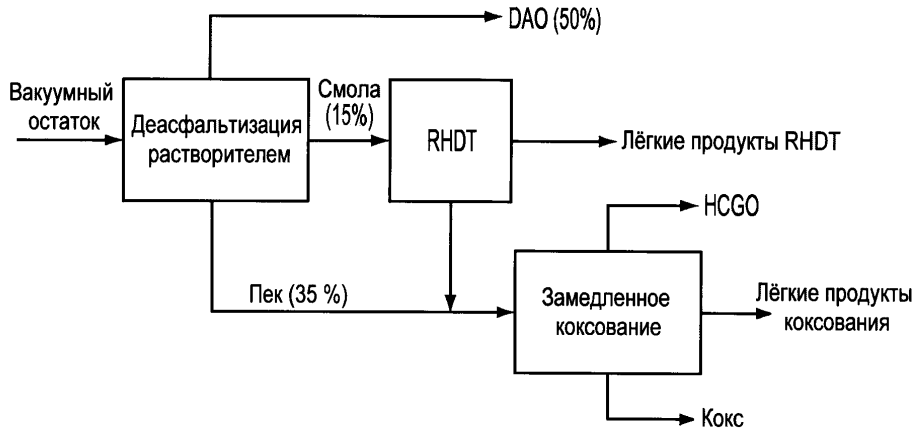 DAO (50%)
Вакуумный
остаток
Деасфальтизация
растворителем
Смола
(15%)
RHDT
Лёгкие продукты RHDT
HCGO
Пек (35 %)
Замедленное
коксование
Лёгкие продукты
коксования
Кокс